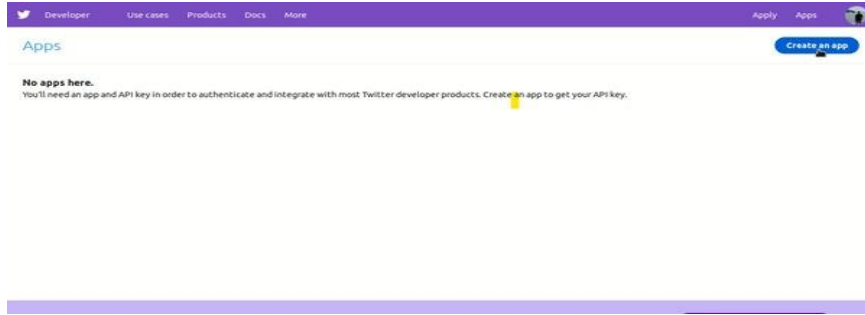 Developer Use cases Products Docs More Apply Apps
Apps Create an app
No apps here.
You'll need an app and API key in order to authenticate and integrate with most Twitter developer products. Create an app to get your API key.